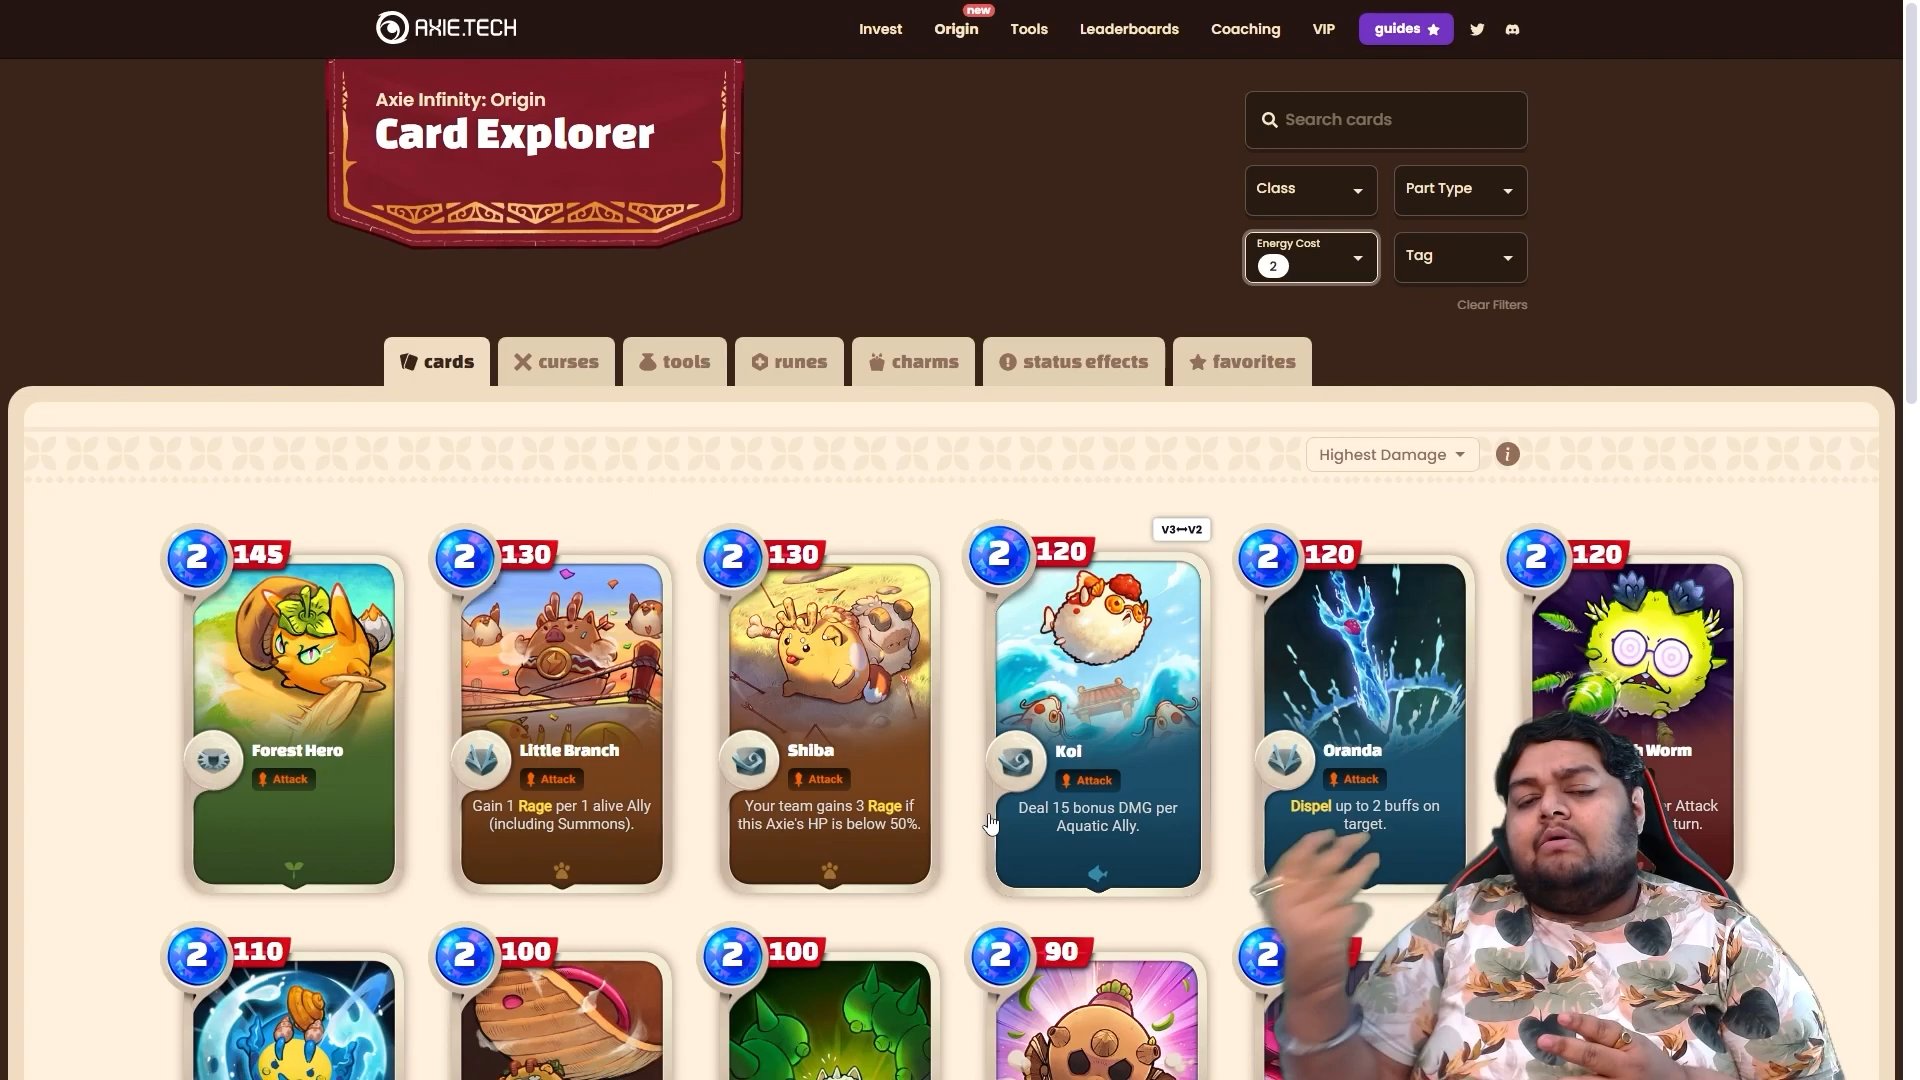 AXIE.TECH
Invest
new
Origin
Tools
Leaderboards
Coaching
VIP
guides
Axie Infinity: Origin
Card Explorer
Search cards
Class
Part Type
Energy Cost
2
Tag
Clear Filters
cards
curses
tools
runes
charms
status effects
favorites
Highest Damage
i
V3↔V2
2
145
Forest Hero
Attack
2
130
Little Branch
Attack
Gain 1 Rage per 1 alive Ally
(including Summons).
2
130
Shiba
Attack
Your team gains 3 Rage if
this Axie's HP is below 50%.
2
120
Koi
Attack
Deal 15 bonus DMG per
Aquatic Ally.
2
120
Oranda
Attack
Dispel up to 2 buffs on
target.
2
120
Worm
Attack
turn.
2
110
2
100
2
100
2
90
2